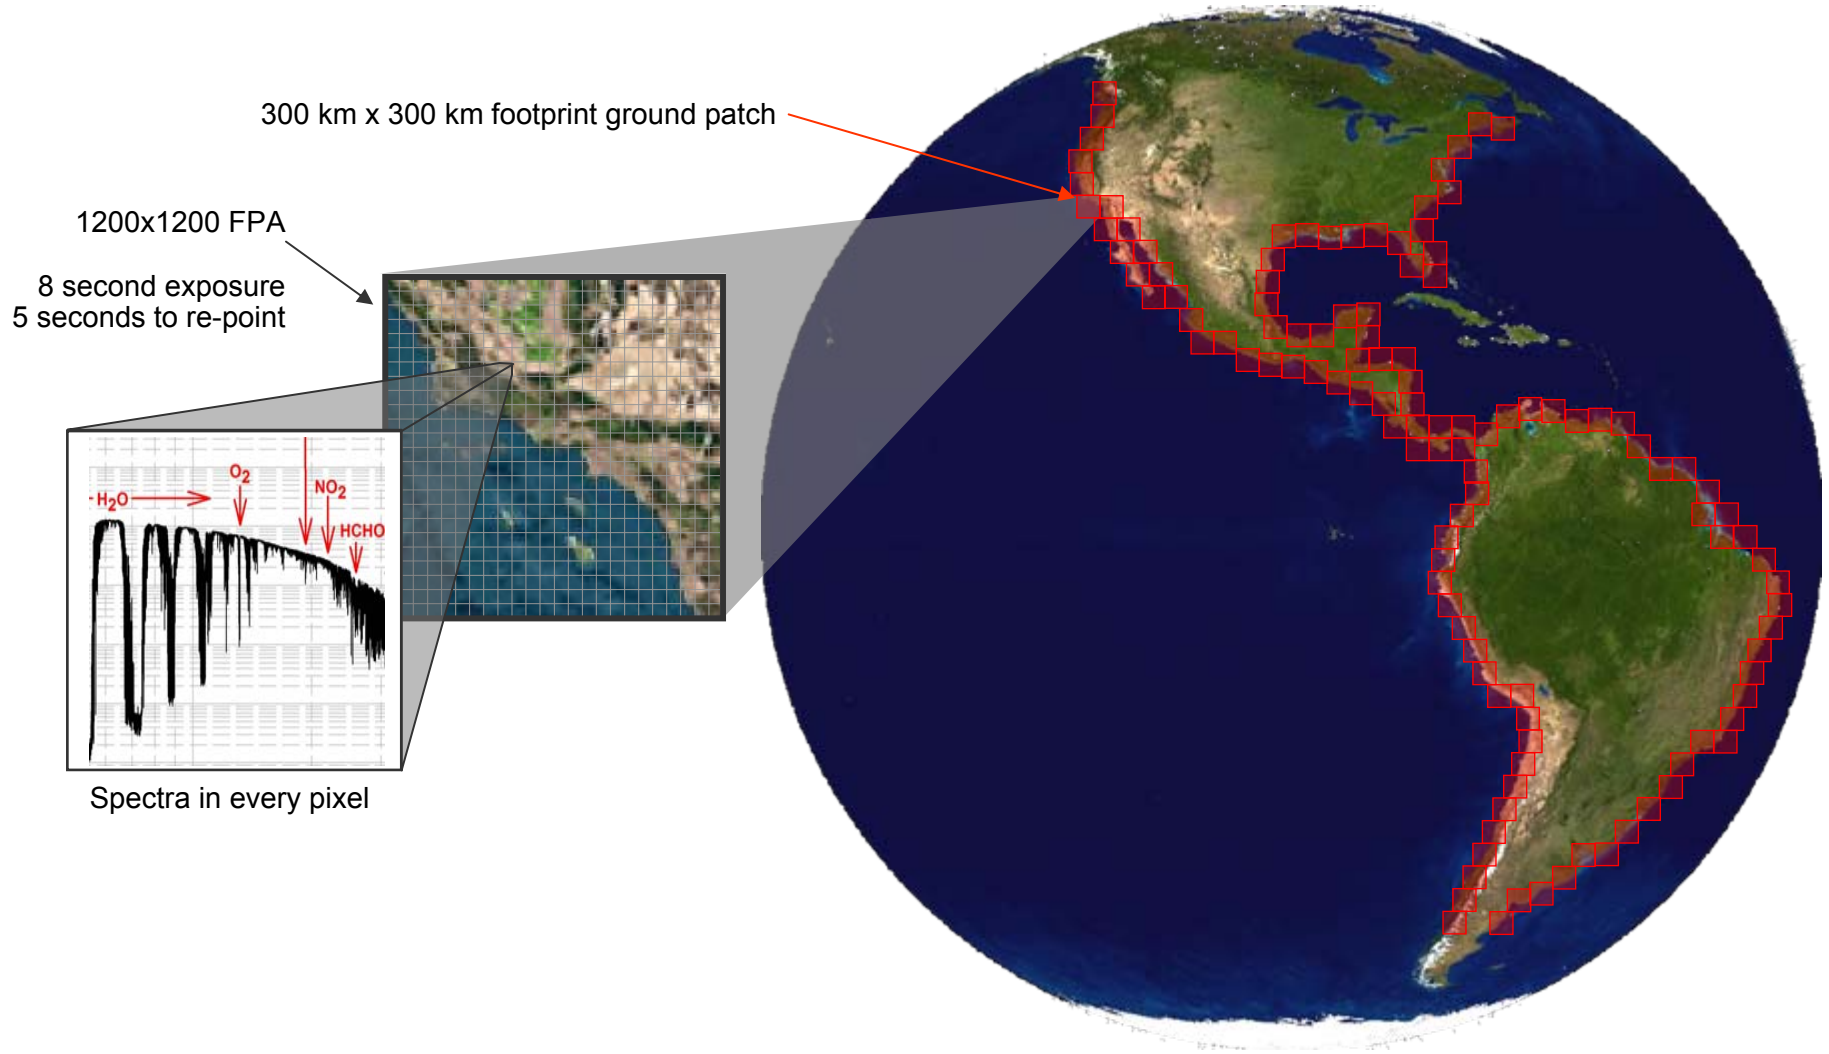 300 km x 300 km footprint ground patch
1200x1200 FPA
8 second exposure
5 seconds to re-point
O2
H2O
NO2
HCHO
Spectra in every pixel